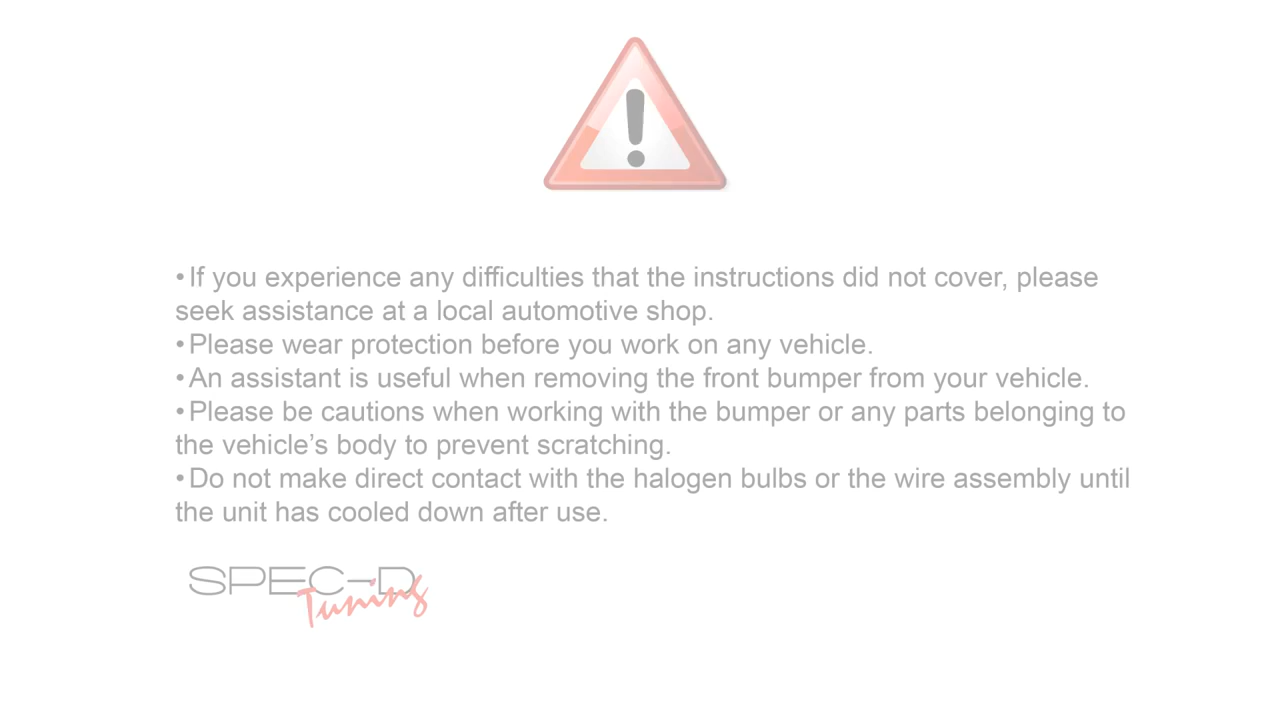 •If you experience any difficulties that the instructions did not cover, please
seek assistance at a local automotive shop.
•Please wear protection before you work on any vehicle.
•An assistant is useful when removing the front bumper from your vehicle.
•Please be cautions when working with the bumper or any parts belonging to
the vehicle’s body to prevent scratching.
•Do not make direct contact with the halogen bulbs or the wire assembly until
the unit has cooled down after use.
SPEC-D
Tuning